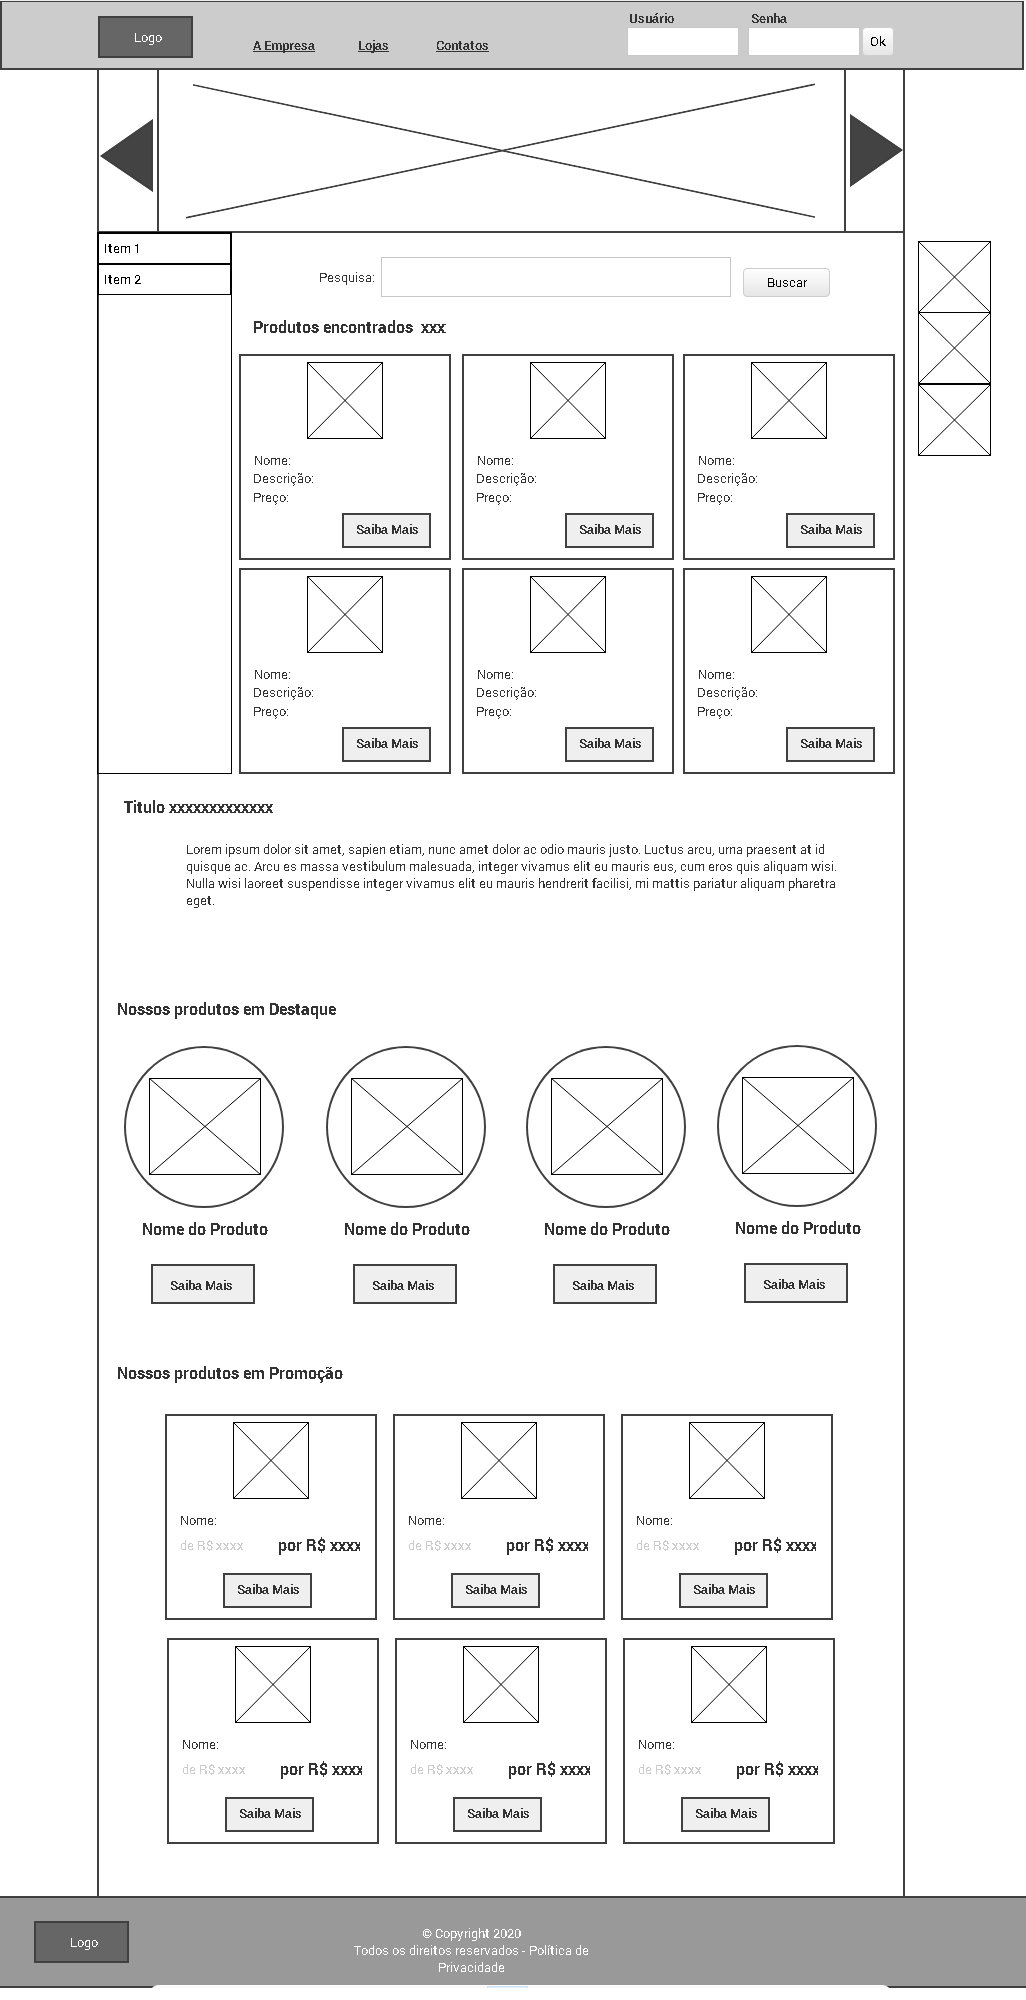 Logo
A Empresa Lojas Contatos
Usuário Senha
Ok
Item 1
Item 2
Pesquisa: Buscar
Produtos encontrados xxx
Nome: Nome: Nome:
Descrição: Descrição: Descrição:
Preço: Preço: Preço:
Saiba Mais Saiba Mais Saiba Mais
Nome: Nome: Nome:
Descrição: Descrição: Descrição:
Preço: Preço: Preço:
Saiba Mais Saiba Mais Saiba Mais
Titulo xxxxxxxxxxxxx
Lorem ipsum dolor sit amet, sapien etiam, nunc amet dolor ac odio mauris justo. Luctus arcu, urna praesent at id
quisque ac. Arcu es massa vestibulum malesuada, integer vivamus elit eu mauris eus, cum eros quis aliquam wisi.
Nulla wisi laoreet suspendisse integer vivamus elit eu mauris hendrerit facilisi, mi mattis pariatur aliquam pharetra
eget.
Nossos produtos em Destaque
Nome do Produto Nome do Produto Nome do Produto Nome do Produto
Saiba Mais Saiba Mais Saiba Mais Saiba Mais
Nossos produtos em Promoção
Nome: Nome: Nome:
de R$ xxxx por R$ xxxx de R$ xxxx por R$ xxxx de R$ xxxx por R$ xxxx
Saiba Mais Saiba Mais Saiba Mais
Nome: Nome: Nome:
de R$ xxxx por R$ xxxx de R$ xxxx por R$ xxxx de R$ xxxx por R$ xxxx
Saiba Mais Saiba Mais Saiba Mais
Logo
© Copyright 2020
Todos os direitos reservados - Política de
Privacidade